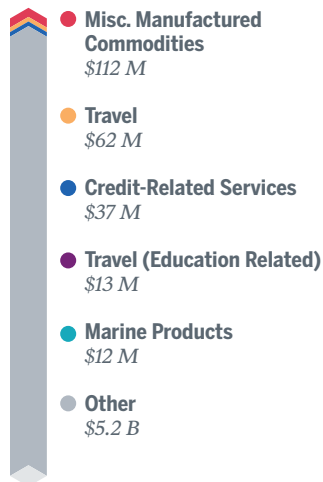 Misc. Manufactured
Commodities
$112 M
Travel
$62 M
Credit-Related Services
$37 M
Travel (Education Related)
$13 M
Marine Products
$12 M
Other
$5.2 B